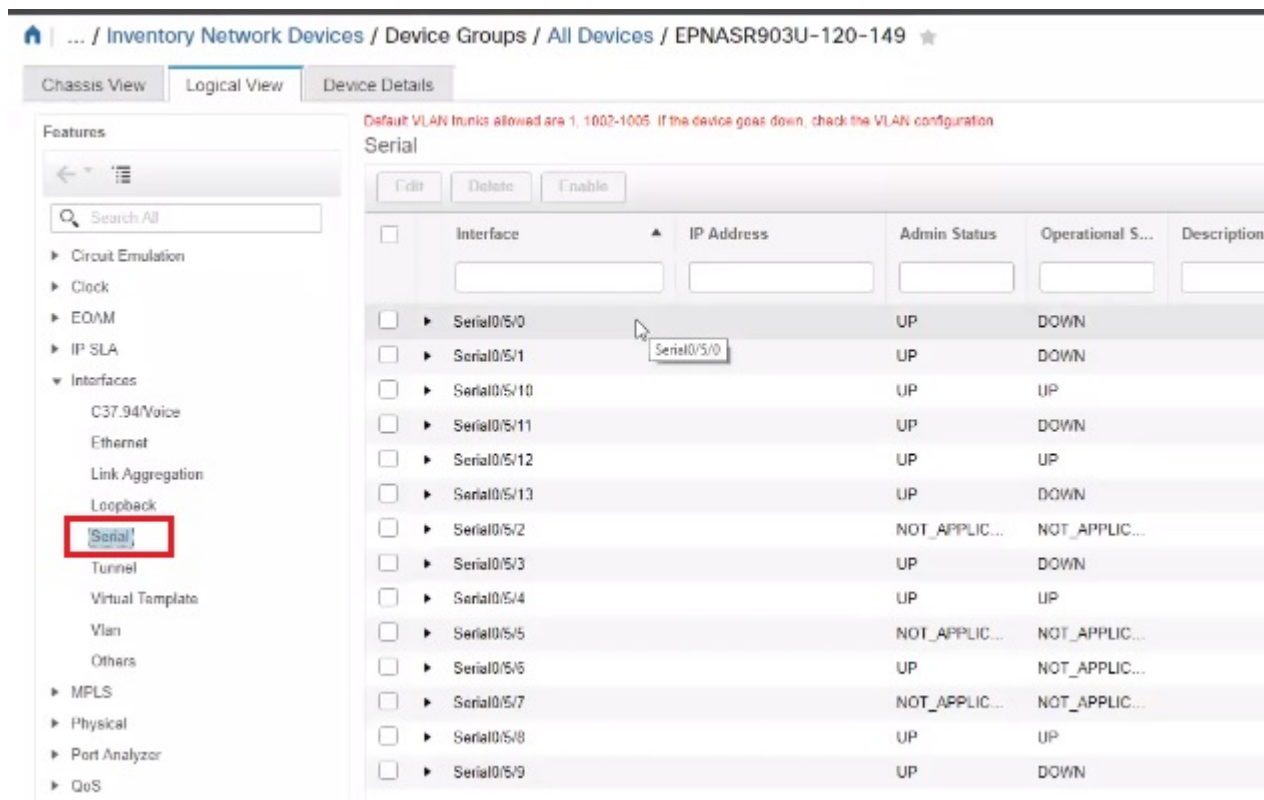 ... / Inventory Network Devices / Device Groups / All Devices / EPNASR903U-120-149
Chassis View Logical View Device Details
Features
Search All
Circuit Emulation
Clock
EOAM
IP SLA
Interfaces
C37.94/Voice
Ethernet
Link Aggregation
Loopback
Serial
Tunnel
Virtual Template
Vlan
Others
MPLS
Physical
Port Analyzer
QoS
Default VLAN trunks allowed are 1, 1002-1005. If the device goes down, check the VLAN configuration
Serial
Edit Delete Enable
Interface IP Address Admin Status Operational S... Description
Serial0/5/0 UP DOWN
Serial0/5/0
Serial0/5/1 UP DOWN
Serial0/5/10 UP UP
Serial0/5/11 UP DOWN
Serial0/5/12 UP UP
Serial0/5/13 UP DOWN
Serial0/5/2 NOT_APPLIC... NOT_APPLIC...
Serial0/5/3 UP DOWN
Serial0/5/4 UP UP
Serial0/5/5 NOT_APPLIC... NOT_APPLIC...
Serial0/5/6 UP NOT_APPLIC...
Serial0/5/7 NOT_APPLIC... NOT_APPLIC...
Serial0/5/8 UP UP
Serial0/5/9 UP DOWN